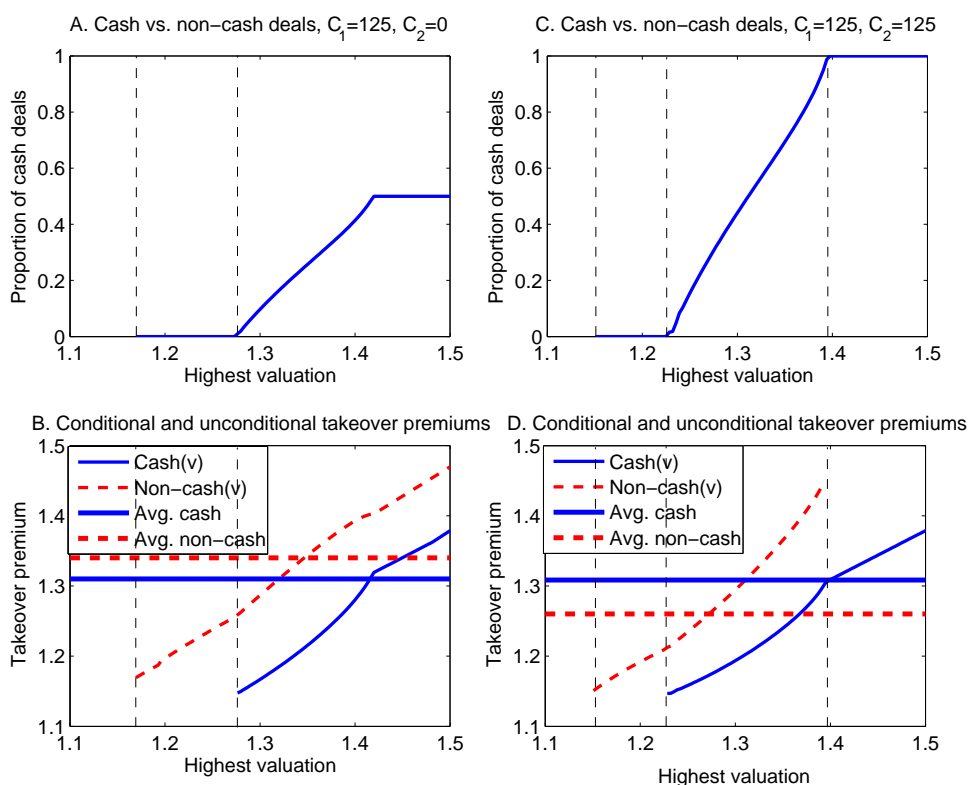 A. Cash vs. non−cash deals, C1=125, C2=0
Proportion of cash deals
1
0.8
0.6
0.4
0.2
0
1.1 1.2 1.3 1.4 1.5
Highest valuation
C. Cash vs. non−cash deals, C1=125, C2=125
Proportion of cash deals
1
0.8
0.6
0.4
0.2
0
1.1 1.2 1.3 1.4 1.5
Highest valuation
B. Conditional and unconditional takeover premiums
Takeover premium
1.5
1.4
1.3
1.2
1.1
Cash(v)
Non−cash(v)
Avg. cash
Avg. non−cash
1.1 1.2 1.3 1.4 1.5
Highest valuation
D. Conditional and unconditional takeover premiums
Takeover premium
1.5
1.4
1.3
1.2
1.1
Cash(v)
Non−cash(v)
Avg. cash
Avg. non−cash
1.1 1.2 1.3 1.4 1.5
Highest valuation